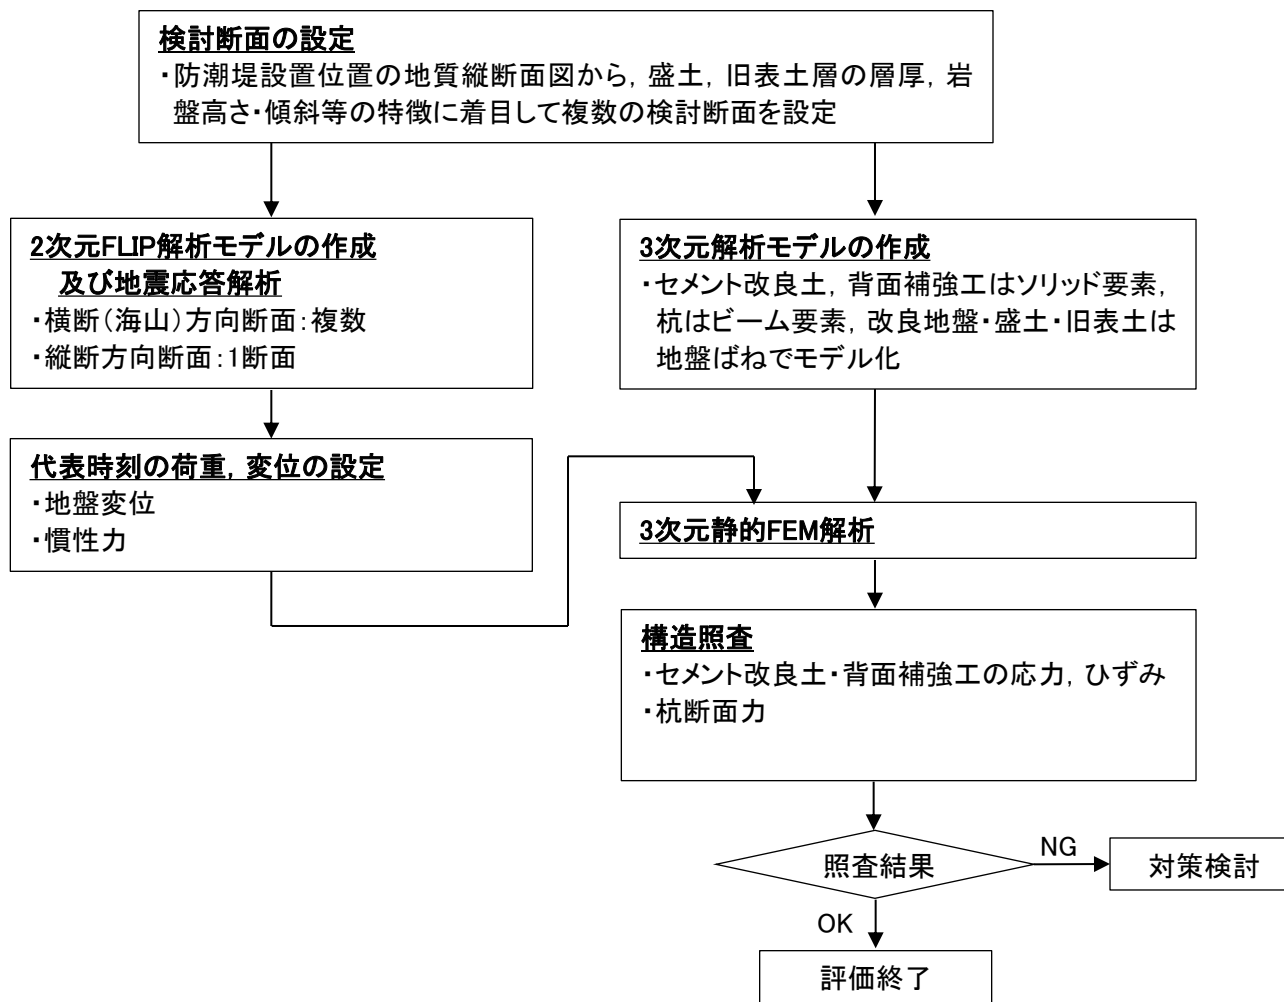 検討断面の設定
・防潮堤設置位置の地質縦断面図から，盛土，旧表土層の層厚，岩
盤高さ・傾斜等の特徴に着目して複数の検討断面を設定
2次元FLIP解析モデルの作成
及び地震応答解析
・横断（海山）方向断面：複数
・縦断方向断面：1断面
代表時刻の荷重，変位の設定
・地盤変位
・慣性力
3次元解析モデルの作成
・セメント改良土，背面補強工はソリッド要素，
杭はビーム要素，改良地盤・盛土・旧表土は
地盤ばねでモデル化
3次元静的FEM解析
構造照査
・セメント改良土・背面補強工の応力，ひずみ
・杭断面力
照査結果
NG
対策検討
OK
評価終了